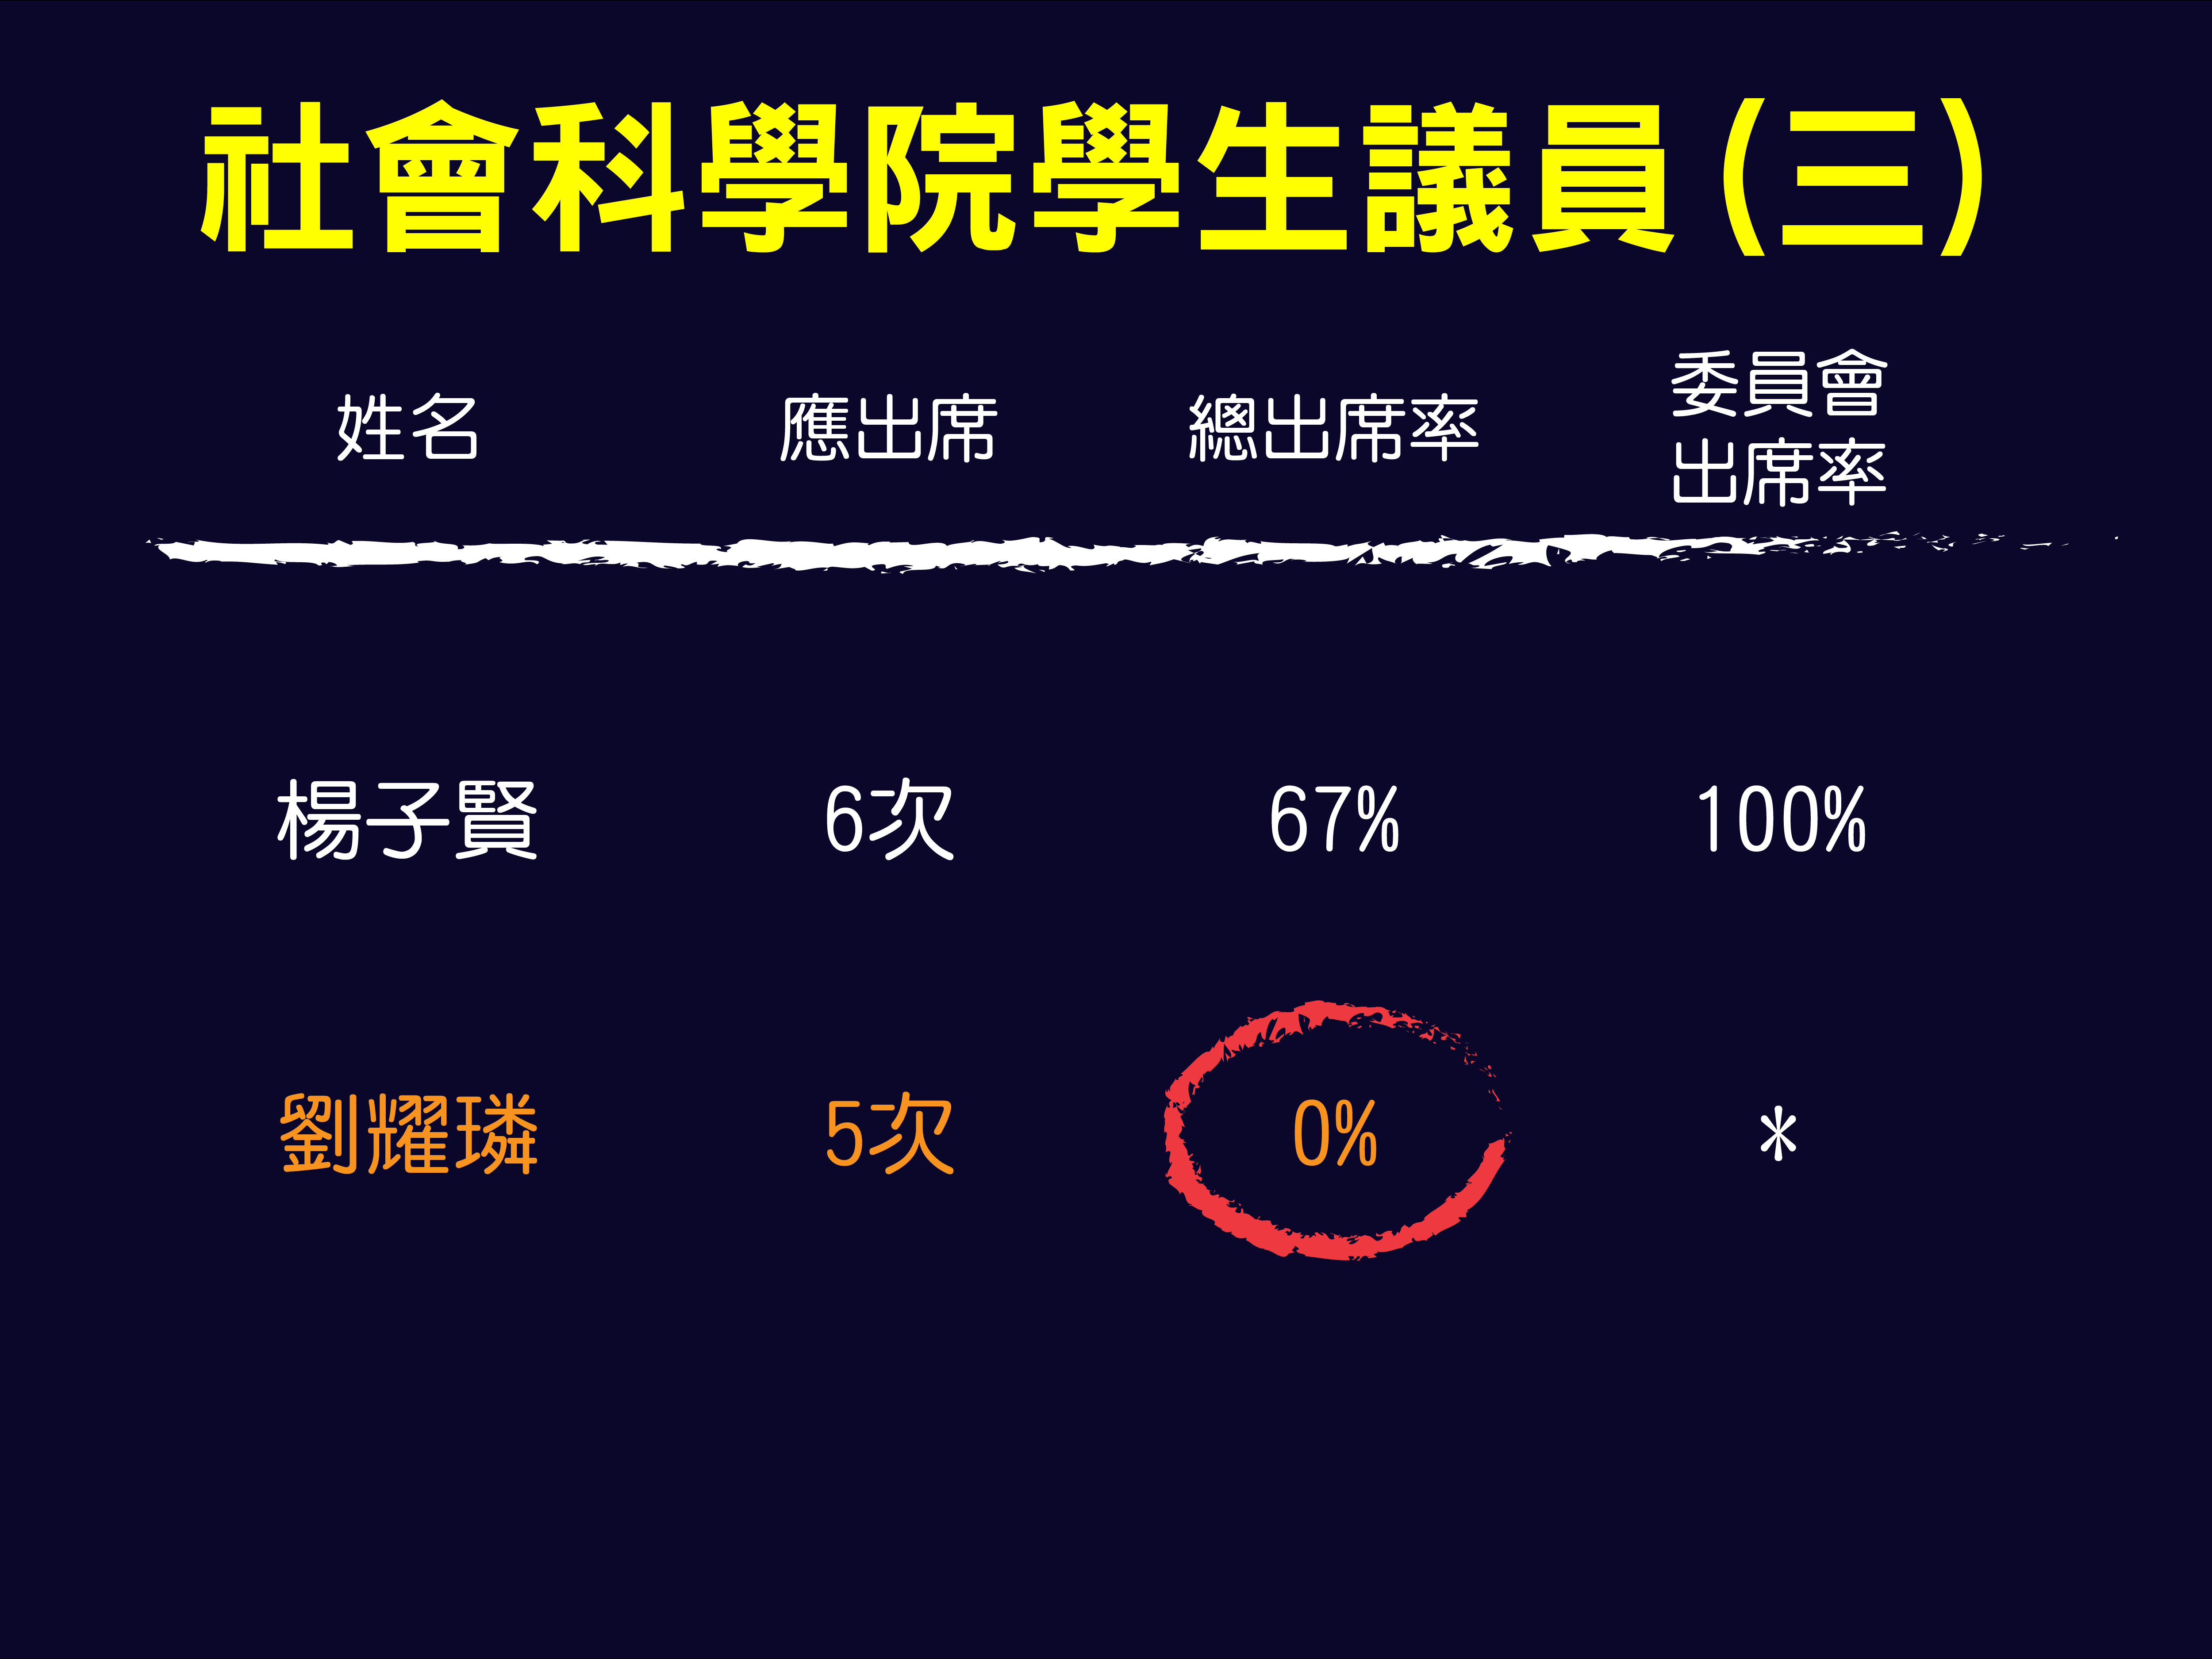 社會科學院學生議員(三)
姓名 應出席 總出席率 委員會
出席率
楊子賢 6次 67% 100%
劉耀璘 5次 0% *